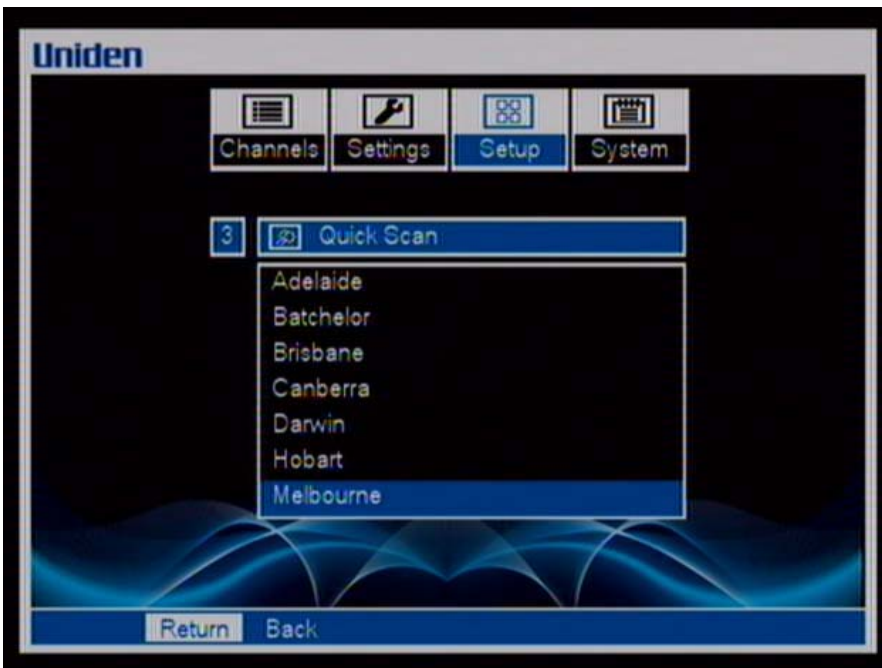 Uniden
Channels Settings Setup System
3 Quick Scan
Adelaide
Batchelor
Brisbane
Canberra
Darwin
Hobart
Melbourne
Return Back